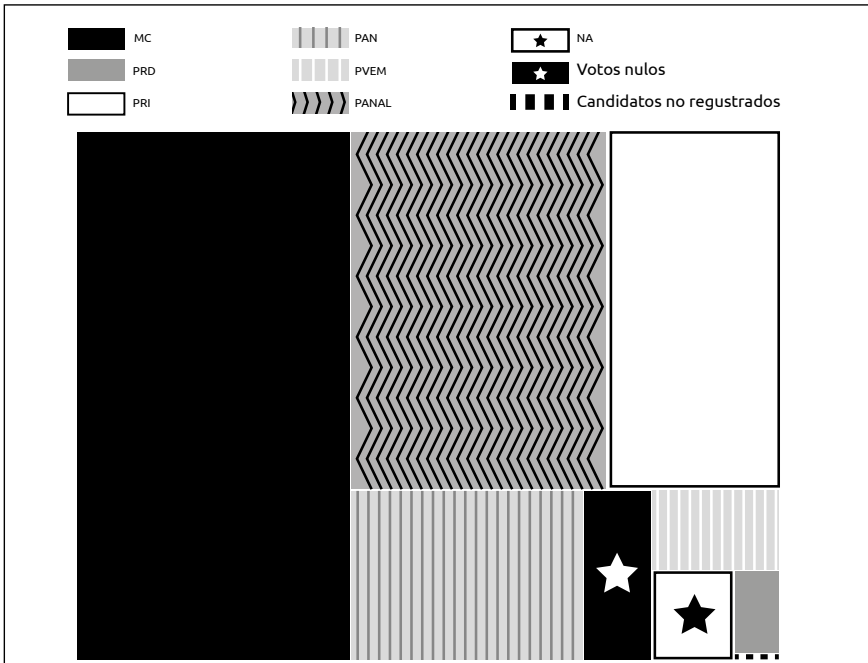 MC
PAN
NA
PRD
PVEM
Votos nulos
PRI
PANAL
Candidatos no regustrados